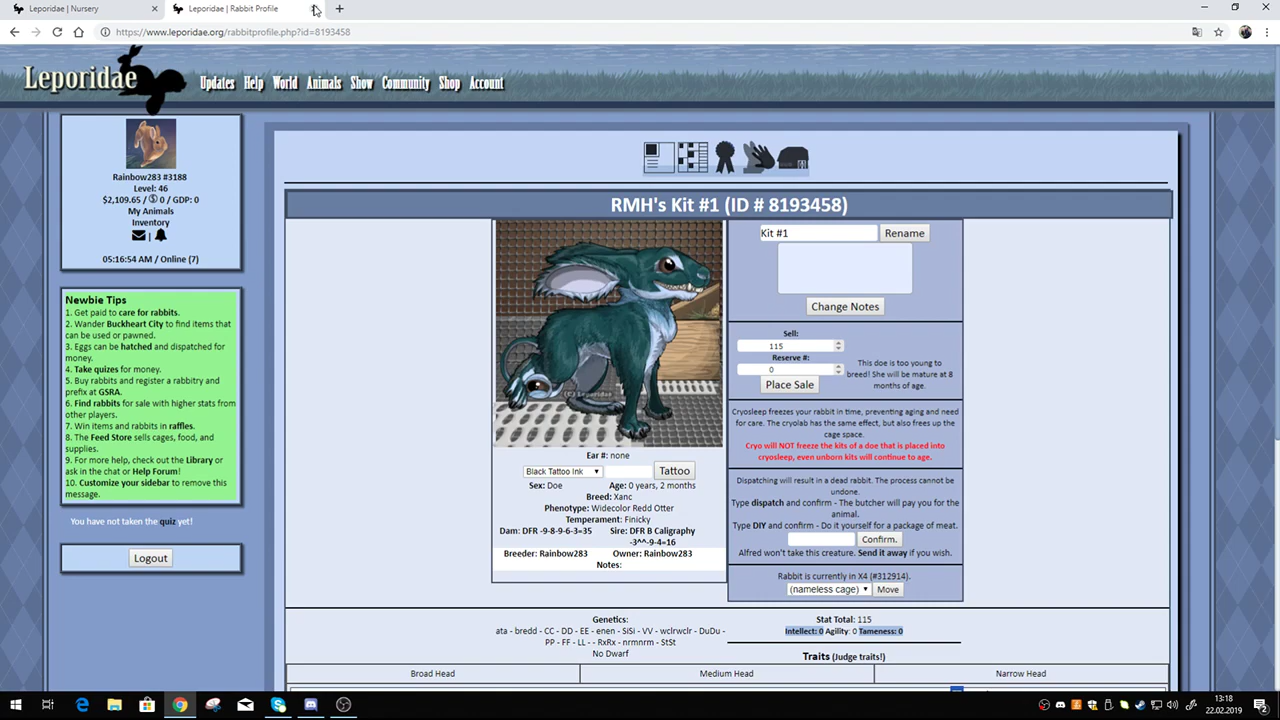 Leporidae | Nursery
Leporidae | Rabbit Profile
https://www.leporidae.org/rabbitprofile.php?id=8193458
Leporidae
Updates Help World Animals Show Community Shop Account
Rainbow283 #3188
Level: 46
$2,109.65 / Ⓢ 0 / GDP: 0
My Animals
Inventory
|
05:16:54 AM / Online (7)
Newbie Tips
1. Get paid to care for rabbits.
2. Wander Buckheart City to find items that
can be used or pawned.
3. Eggs can be hatched and dispatched for
money.
4. Take quizes for money.
5. Buy rabbits and register a rabbitry and
prefix at GSRA.
6. Find rabbits for sale with higher stats from
other players.
7. Win items and rabbits in raffles.
8. The Feed Store sells cages, food, and
supplies.
9. For more help, check out the Library or
ask in the chat or Help Forum!
10. Customize your sidebar to remove this
message.
You have not taken the quiz yet!
Logout
RMH's Kit #1 (ID # 8193458)
(C) Leporidae
Ear #: none
Black Tattoo Ink Tattoo
Sex: Doe Age: 0 years, 2 months
Breed: Xanc
Phenotype: Widecolor Redd Otter
Temperament: Finicky
Dam: DFR -9-8-9-6-3=35 Sire: DFR B Caligraphy
-3^^-9-4=16
Breeder: Rainbow283 Owner: Rainbow283
Notes:
Kit #1 Rename
Change Notes
Sell:
115
Reserve #:
0
Place Sale
This doe is too young to
breed! She will be mature at 8
months of age.
Cryosleep freezes your rabbit in time, preventing aging and need
for care. The cryolab has the same effect, but also frees up the
cage space.
Cryo will NOT freeze the kits of a doe that is placed into
cryosleep, even unborn kits will continue to age.
Dispatching will result in a dead rabbit. The process cannot be
undone.
Type dispatch and confirm - The butcher will pay you for the
animal.
Type DIY and confirm - Do it yourself for a package of meat.
Confirm.
Alfred won't take this creature. Send it away if you wish.
Rabbit is currently in X4 (#312914).
(nameless cage) Move
Genetics:
ata - bredd - CC - DD - EE - enen - SiSi - VV - wclrwclr - DuDu -
PP - FF - LL - - RxRx - nrmnrm - StSt
No Dwarf
Stat Total: 115
Intellect: 0 Agility: 0 Tameness: 0
Traits (Judge traits!)
Broad Head Medium Head Narrow Head
13:18
22.02.2019
2